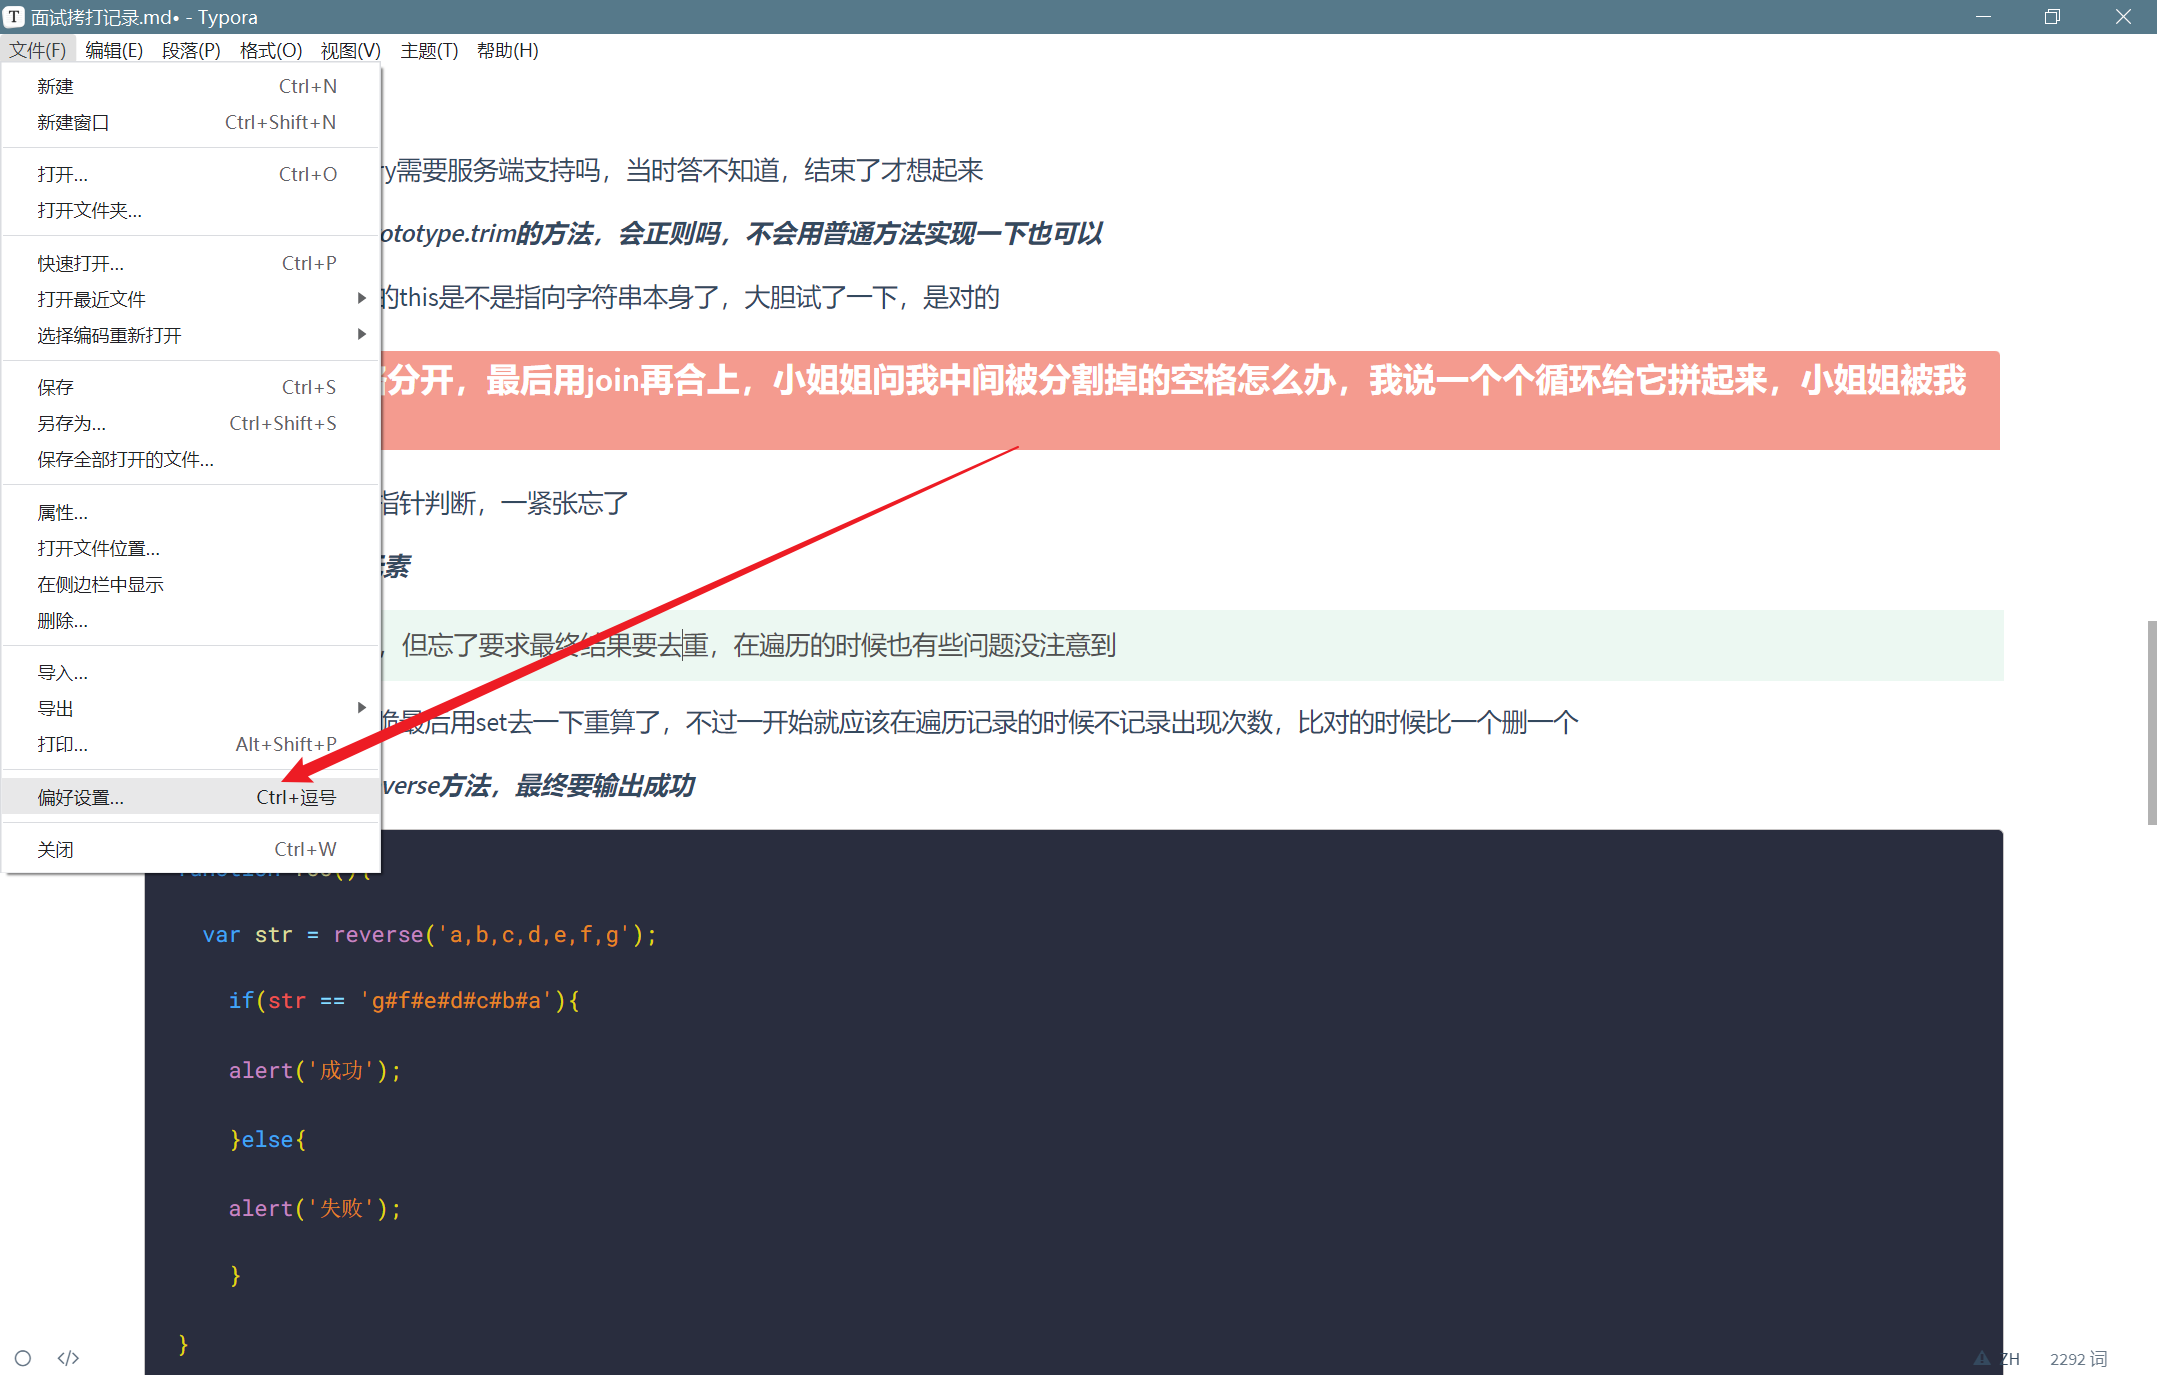 面试拷打记录.md• - Typora
文件(F) 编辑(E) 段落(P) 格式(O) 视图(V) 主题(T) 帮助(H)
新建 Ctrl+N
新建窗口 Ctrl+Shift+N
打开... Ctrl+O
打开文件夹...
快速打开... Ctrl+P
打开最近文件
选择编码重新打开
保存 Ctrl+S
另存为... Ctrl+Shift+S
保存全部打开的文件...
属性...
打开文件位置...
在侧边栏中显示
删除...
导入...
导出
打印... Alt+Shift+P
偏好设置... Ctrl+逗号
关闭 Ctrl+W
ry需要服务端支持吗，当时答不知道，结束了才想起来
ototype.trim的方法，会正则吗，不会用普通方法实现一下也可以
的this是不是指向字符串本身了，大胆试了一下，是对的
分开，最后用join再合上，小姐姐问我中间被分割掉的空格怎么办，我说一个个循环给它拼起来，小姐姐被我
指针判断，一紧张忘了
素
，但忘了要求最终结果要去重，在遍历的时候也有些问题没注意到
最后用set去一下重算了，不过一开始就应该在遍历记录的时候不记录出现次数，比对的时候比一个删一个
verse方法，最终要输出成功
var str = reverse('a,b,c,d,e,f,g');
if(str == 'g#f#e#d#c#b#a'){
alert('成功');
}else{
alert('失败');
}
}
</> ZH 2292 词